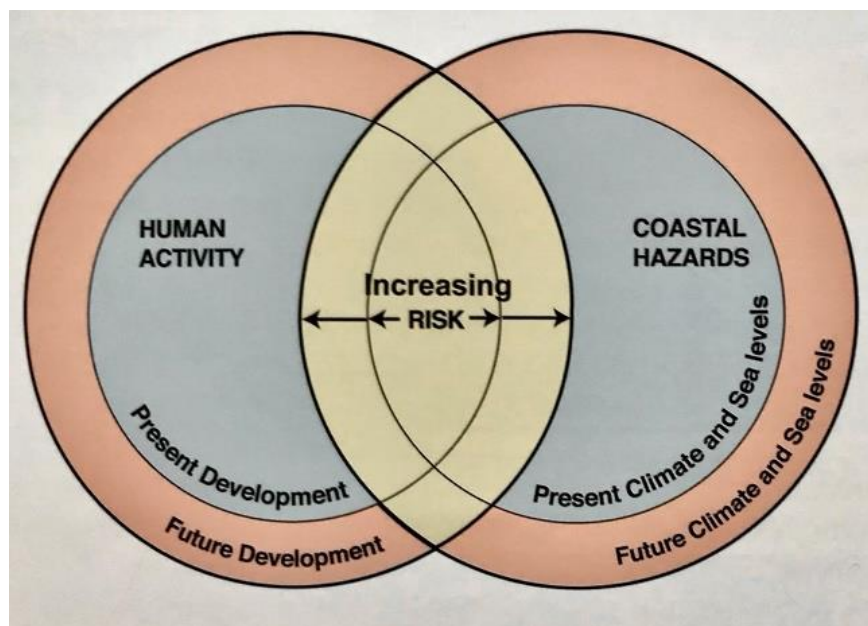 HUMAN
ACTIVITY
COASTAL
HAZARDS
Increasing
RISK
Present Development
Future Development
Present Climate and Sea levels
Future Climate and Sea levels